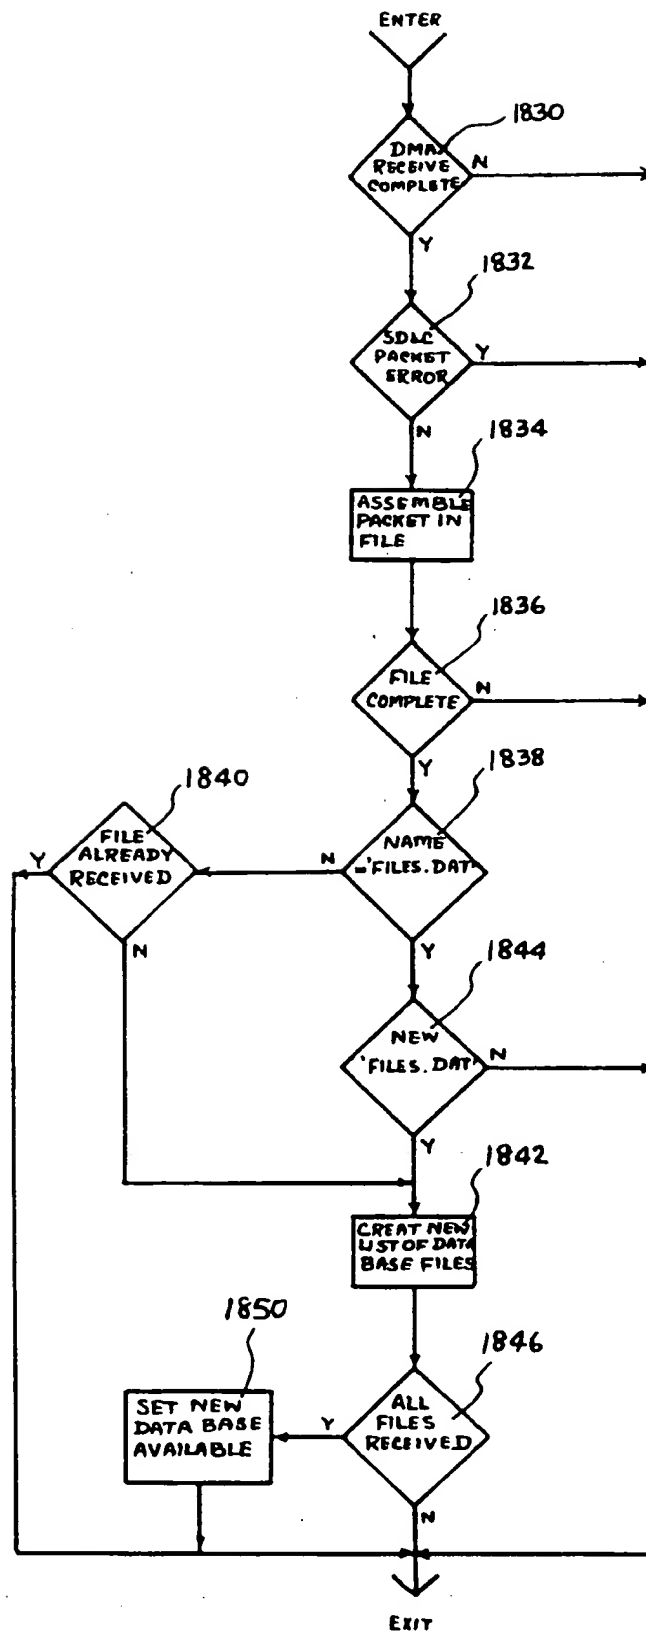 ENTER
1830
DMA
RECEIVE
COMPLETE
N
Y
1832
SDLC
PACKET
ERROR
Y
N
1834
ASSEMBLE
PACKET IN
FILE
1836
FILE
COMPLETE
N
Y
1838
1840
NAME
='FILES.DAT'
N
FILE
ALREADY
RECEIVED
Y
N
Y
1844
NEW
'FILES.DAT'
N
Y
1842
CREAT NEW
LIST OF DATA
BASE FILES
1850
1846
ALL
FILES
RECEIVED
Y
SET NEW
DATA BASE
AVAILABLE
N
EXIT